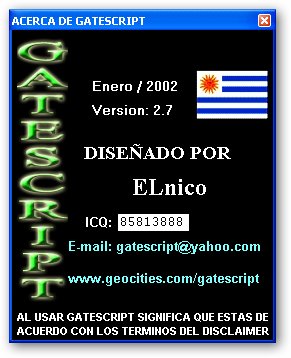 ACERCA DE GATESCRIPT
GATESCRIPT
Enero / 2002
Version: 2.7
DISEÑADO POR
ELnico
ICQ: 85813888
E-mail: gatescript@yahoo.com
www.geocities.com/gatescript
AL USAR GATESCRIPT SIGNIFICA QUE ESTAS DE
ACUERDO CON LOS TERMINOS DEL DISCLAIMER